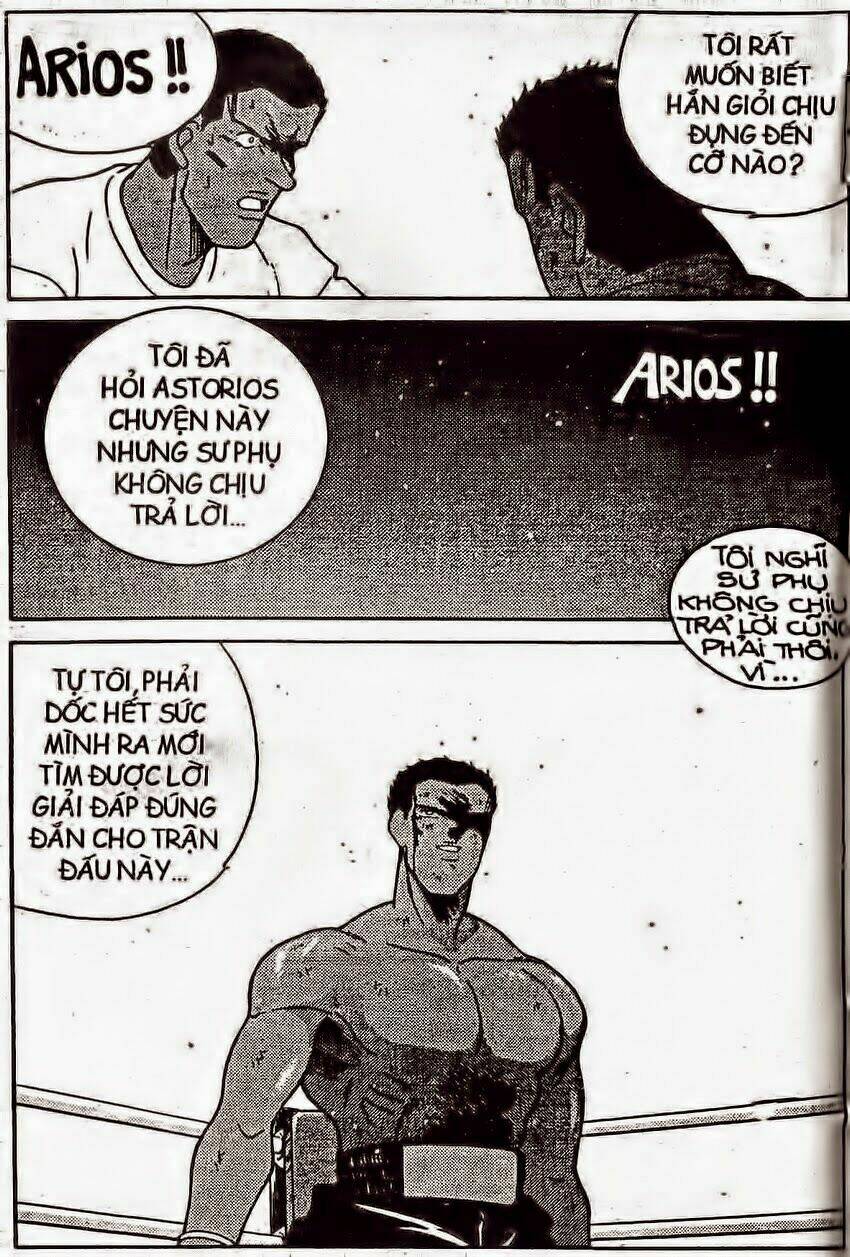 ARIOS!!
TÔI RẤT
MUỐN BIẾT
HẮN GIỎI CHỊU
ĐỤNG ĐẾN
CỠ NÀO?
TÔI ĐÃ
HỎI ASTORIOS
CHUYỆN NÀY
NHƯNG SƯ PHỤ
KHÔNG CHỊU
TRẢ LỜI...
ARIOS!!
TÔI NGHĨ
SƯ PHỤ
KHÔNG CHỊU
TRẢ LỜI CŨNG
PHẢI THÔI.
VÌ...
TỰ TÔI, PHẢI
DỐC HẾT SỨC
MÌNH RA MỚI
TÌM ĐƯỢC LỜI
GIẢI ĐÁP ĐÚNG
ĐẮN CHO TRẬN
ĐẤU NÀY...